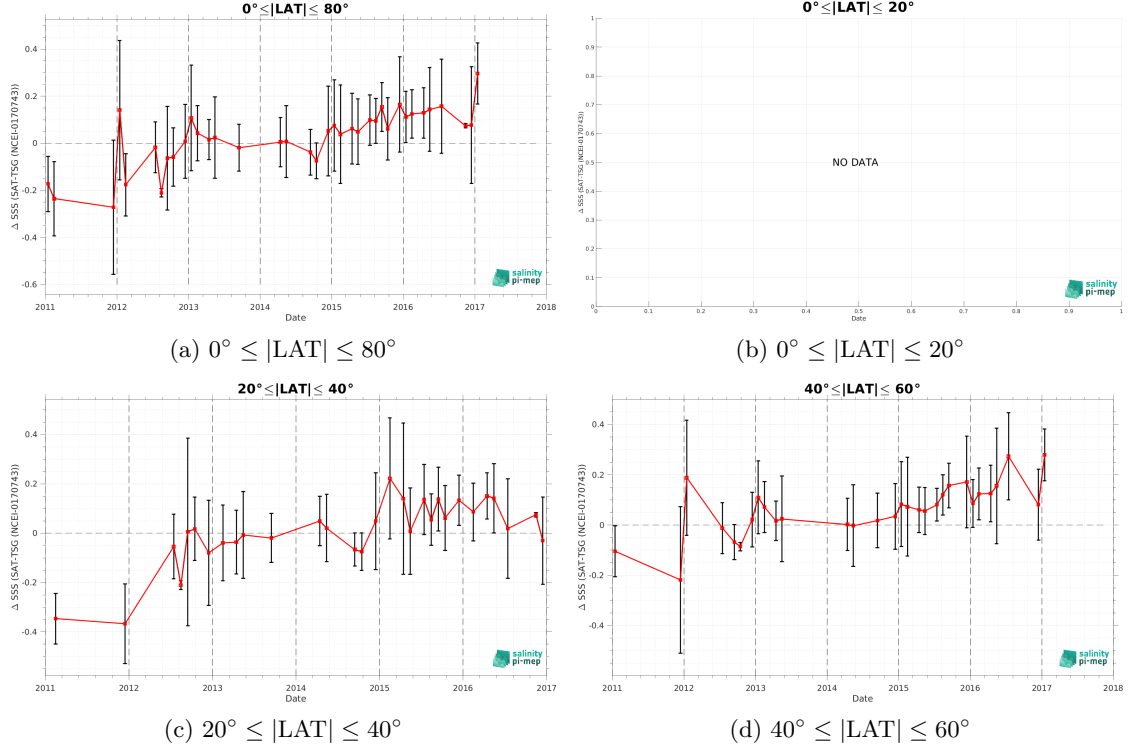 0°≤|LAT|≤ 80°
Δ SSS (SAT-TSG (NCEI-0170743))
0.4
0.2
0
-0.2
-0.4
-0.6
2011 2012 2013 2014 2015 2016 2017 2018
Date
salinity
pi-mep
(a) 0° ≤ |LAT| ≤ 80°
0°≤|LAT|≤ 20°
Δ SSS (SAT-TSG (NCEI-0170743))
1
0.9
0.8
0.7
0.6
0.5
0.4
0.3
0.2
0.1
0
NO DATA
0 0.1 0.2 0.3 0.4 0.5 0.6 0.7 0.8 0.9 1
Date
salinity
pi-mep
(b) 0° ≤ |LAT| ≤ 20°
20°≤|LAT|≤ 40°
Δ SSS (SAT-TSG (NCEI-0170743))
0.4
0.2
0
-0.2
-0.4
2011 2012 2013 2014 2015 2016 2017
Date
salinity
pi-mep
(c) 20° ≤ |LAT| ≤ 40°
40°≤|LAT|≤ 60°
Δ SSS (SAT-TSG (NCEI-0170743))
0.4
0.2
0
-0.2
-0.4
2011 2012 2013 2014 2015 2016 2017 2018
Date
salinity
pi-mep
(d) 40° ≤ |LAT| ≤ 60°